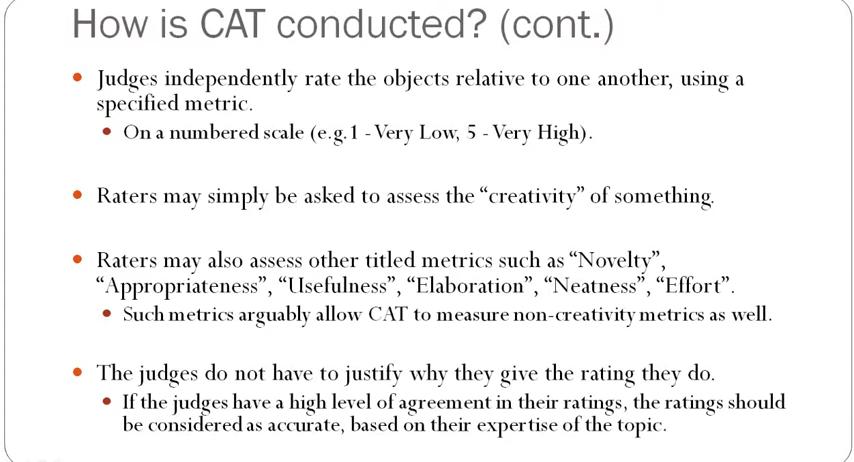 How is CAT conducted? (cont.)
Judges independently rate the objects relative to one another, using a
specified metric.
On a numbered scale (e.g.1 - Very Low, 5 - Very High).
Raters may simply be asked to assess the “creativity” of something.
Raters may also assess other titled metrics such as “Novelty”,
“Appropriateness”, “Usefulness”, “Elaboration”, “Neatness”, “Effort”.
Such metrics arguably allow CAT to measure non-creativity metrics as well.
The judges do not have to justify why they give the rating they do.
If the judges have a high level of agreement in their ratings, the ratings should
be considered as accurate, based on their expertise of the topic.